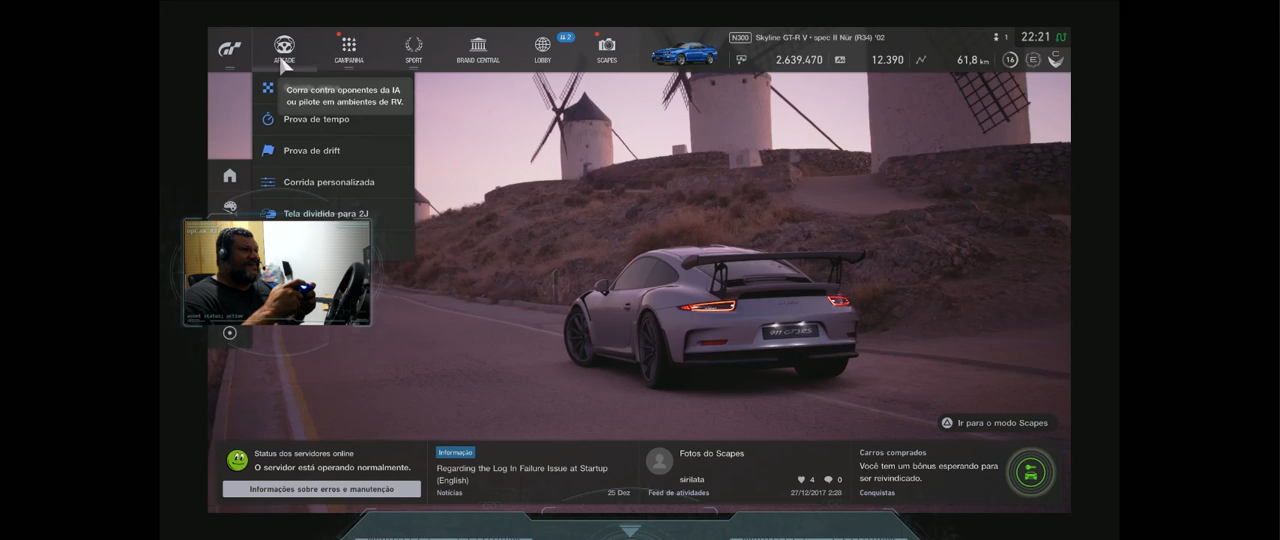 N300 Skyline GT-R V • spec II Nür (R34) '02
1
22:21
ARCADE
CAMPANHA
SPORT
BRAND CENTRAL
LOBBY
2
SCAPES
2.639.470
12.390
61,8 km
16
E
Corra contra oponentes da IA
ou pilote em ambientes de RV.
Prova de tempo
Prova de drift
Corrida personalizada
Tela dividida para 2J
911 GT3 RS
Ir para o modo Scapes
Status dos servidores online
O servidor está operando normalmente.
Informações sobre erros e manutenção
Informação
Regarding the Log In Failure Issue at Startup
(English)
Notícias
25 Dez
Fotos do Scapes
sirilata
4
0
Feed de atividades
27/12/2017 2:28
Carros comprados
Você tem um bônus esperando para
ser reivindicado.
Conquistas